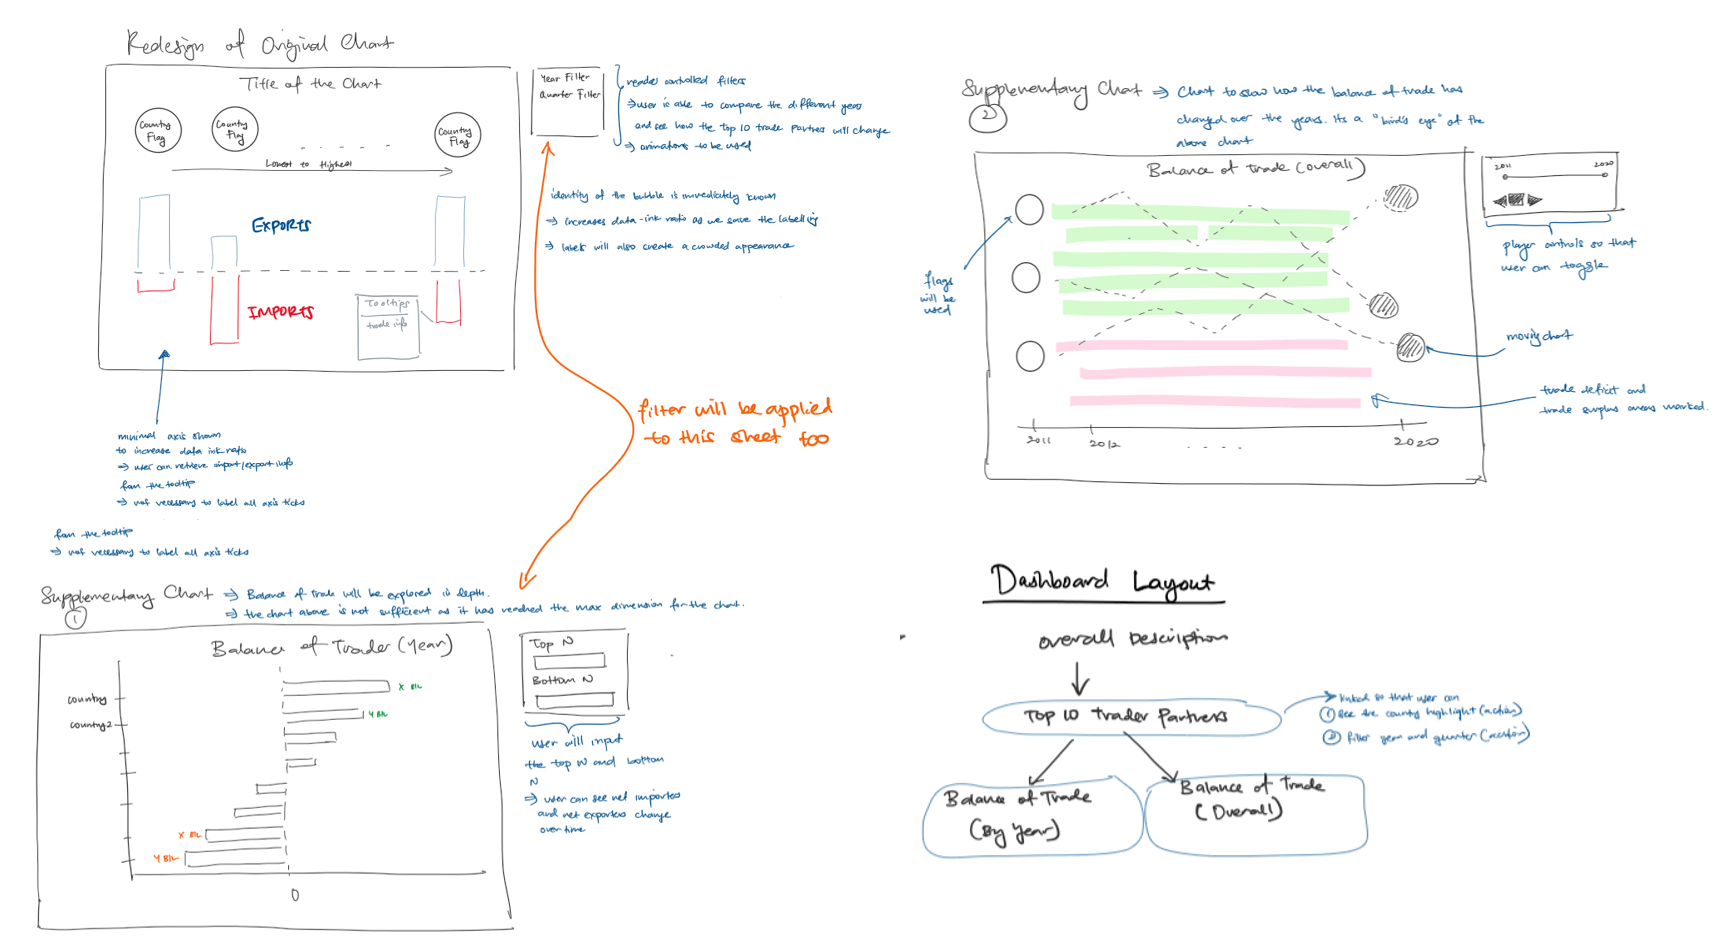 Redesign of Original Chart
Title of the Chart
Country Flag
Country Flag
Country Flag
Lowest to Highest
EXPORTS
IMPORTS
Tooltips
trade info
Year Filter
Quarter Filter
reader controlled filters
→ user is able to compare the different years
and see how the top 10 trade partners will change
→ animations to be used
identity of the bubble is immediately known
→ increases data-ink ratio as we save the labelling
→ labels will also create a crowded appearance
minimal axis shown
to increase data ink ratio
→ user can retrieve import/export info
from the tooltip
→ not necessary to label all axis ticks
from the tooltip
→ not necessary to label all axis ticks
filter will be applied
to this sheet too
Supplementary Chart → Balance of trade will be explored in depth.
① → the chart above is not sufficient as it has reached the max dimension for the chart.
Balance of Trader (Year)
country
country2
X BIL
Y BIL
X BIL
Y BIL
0
Top N
Bottom N
user will input
the top N and bottom
N
→ user can see net importers
and net exporters change
over time
Supplementary Chart → Chart to show how the balance of trade has
② changed over the years. Its a "bird's eye" of the
above chart
Balance of Trade (overall)
2011 2020
player controls so that
user can toggle
flags
will be
used
moving chart
trade deficit and
trade surplus areas marked.
2011 2012 . . . . 2020
Dashboard Layout
overall Description
Top 10 Trader Partners
linked so that user can
① see the country highlight (action)
② filter year and quarter (action)
Balance of Trade
(By Year)
Balance of Trade
(Overall)